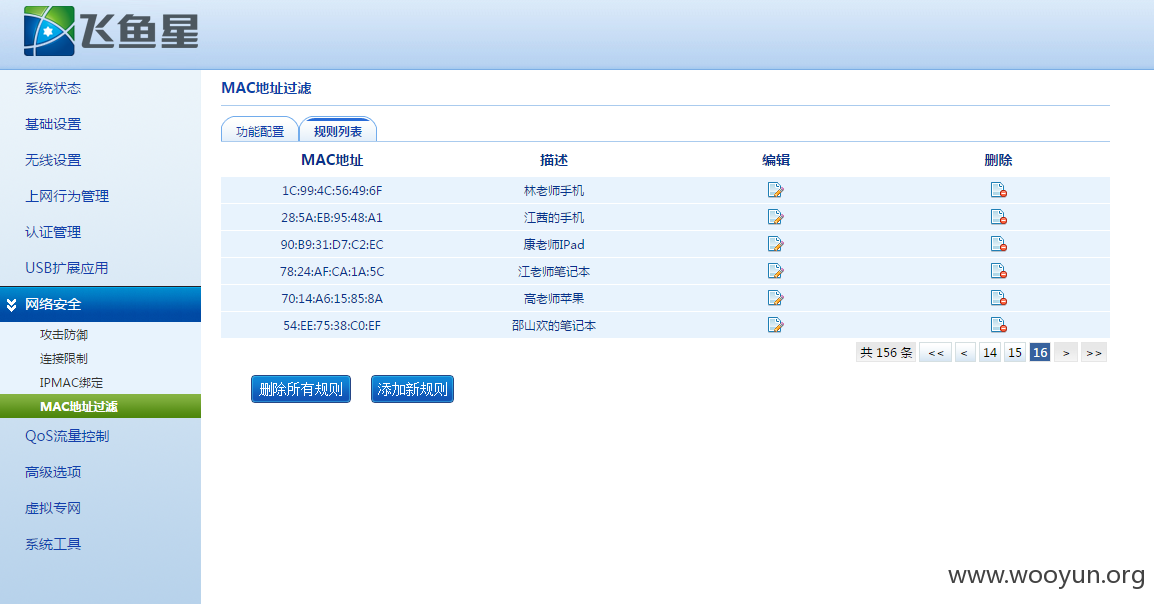 飞鱼星
系统状态
基础设置
无线设置
上网行为管理
认证管理
USB扩展应用
网络安全
攻击防御
连接限制
IPMAC绑定
MAC地址过滤
QoS流量控制
高级选项
虚拟专网
系统工具
MAC地址过滤
功能配置 规则列表
MAC地址 描述 编辑 删除
1C:99:4C:56:49:6F 林老师手机
28:5A:EB:95:48:A1 江茜的手机
90:B9:31:D7:C2:EC 康老师IPad
78:24:AF:CA:1A:5C 江老师笔记本
70:14:A6:15:85:8A 高老师苹果
54:EE:75:38:C0:EF 邵山欢的笔记本
共 156 条 << < 14 15 16 > >>
删除所有规则 添加新规则
www.wooyun.org